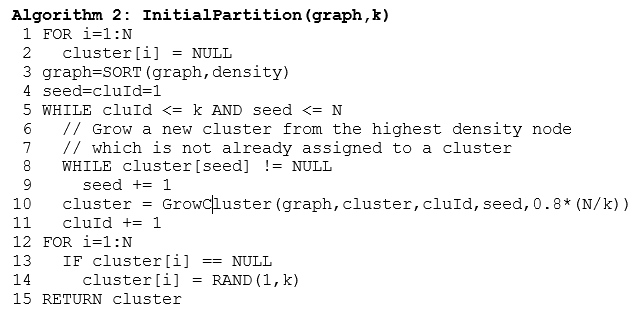 Algorithm 2: InitialPartition(graph,k)
1 FOR i=1:N
2 cluster[i] = NULL
3 graph=SORT(graph,density)
4 seed=cluId=1
5 WHILE cluId <= k AND seed <= N
6 // Grow a new cluster from the highest density node
7 // which is not already assigned to a cluster
8 WHILE cluster[seed] != NULL
9 seed += 1
10 cluster = GrowCluster(graph,cluster,cluId,seed,0.8*(N/k))
11 cluId += 1
12 FOR i=1:N
13 IF cluster[i] == NULL
14 cluster[i] = RAND(1,k)
15 RETURN cluster